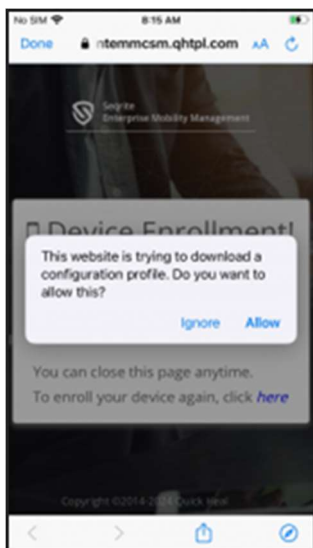 No SIM 8:15 AM
Done ntemmcsm.qhtpl.com AA
Seqrite
Enterprise Mobility Management
Device Enrollment!
This website is trying to download a
configuration profile. Do you want to
allow this?
Ignore Allow
You can close this page anytime.
To enroll your device again, click here
Copyright ©2014-2024 Quick Heal